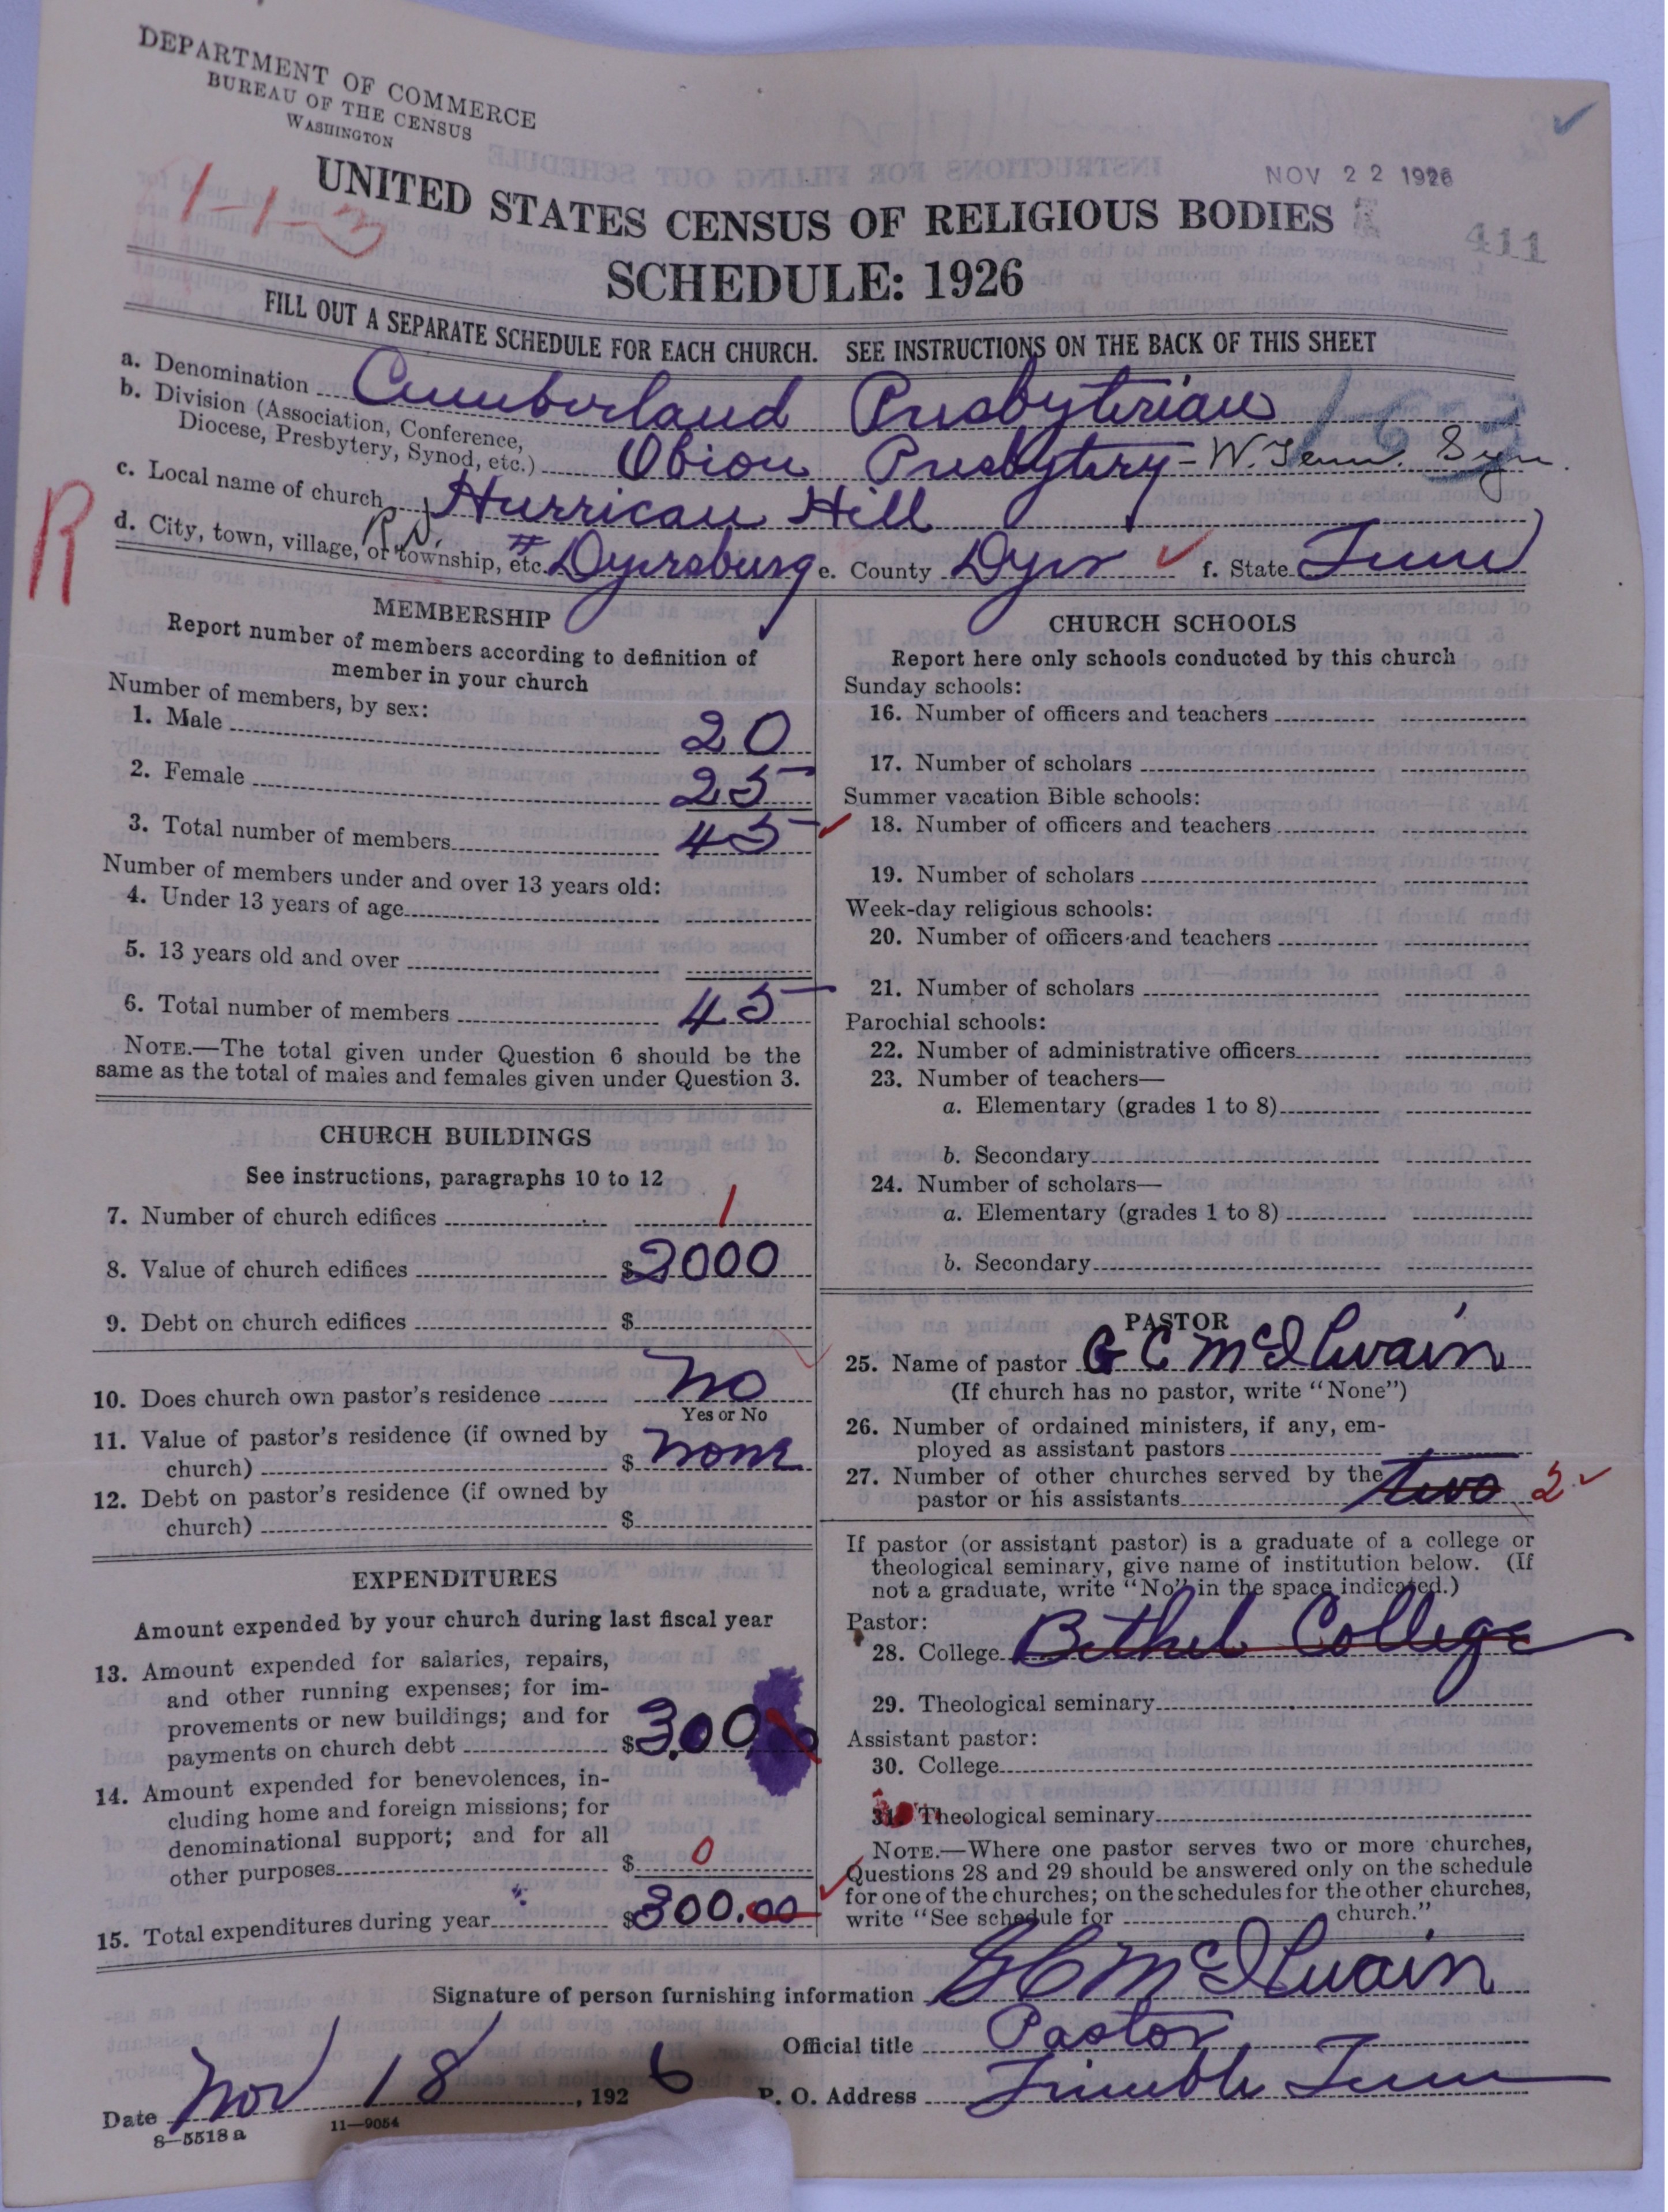 DEPARTMENT OF COMMERCE
BUREAU OF THE CENSUS
WASHINGTON
NOV 22 1926
1-1-3
UNITED STATES CENSUS OF RELIGIOUS BODIES
411
SCHEDULE: 1926
FILL OUT A SEPARATE SCHEDULE FOR EACH CHURCH. SEE INSTRUCTIONS ON THE BACK OF THIS SHEET
a. Denomination Cumberland Presbyterian
b. Division (Association, Conference,
Diocese, Presbytery, Synod, etc.) Obion Presbytery - W. Tenn. Syn.
c. Local name of church Hurrican Hill
R
d. City, town, village, or township, etc. Dyersburg e. County Dyer f. State Tenn
MEMBERSHIP
Report number of members according to definition of
member in your church
Number of members, by sex:
1. Male 20
2. Female 25
3. Total number of members 45
Number of members under and over 13 years old:
4. Under 13 years of age
5. 13 years old and over
6. Total number of members 45
NOTE.—The total given under Question 6 should be the
same as the total of males and females given under Question 3.
CHURCH BUILDINGS
See instructions, paragraphs 10 to 12
7. Number of church edifices 1
8. Value of church edifices $2000
9. Debt on church edifices $
10. Does church own pastor's residence No
Yes or No
11. Value of pastor's residence (if owned by
church) $ none
12. Debt on pastor's residence (if owned by
church) $
EXPENDITURES
Amount expended by your church during last fiscal year
13. Amount expended for salaries, repairs,
and other running expenses; for im-
provements or new buildings; and for
payments on church debt $300
14. Amount expended for benevolences, in-
cluding home and foreign missions; for
denominational support; and for all
other purposes $ 0
15. Total expenditures during year $300.00
CHURCH SCHOOLS
Report here only schools conducted by this church
Sunday schools:
16. Number of officers and teachers
17. Number of scholars
Summer vacation Bible schools:
18. Number of officers and teachers
19. Number of scholars
Week-day religious schools:
20. Number of officers and teachers
21. Number of scholars
Parochial schools:
22. Number of administrative officers
23. Number of teachers—
a. Elementary (grades 1 to 8)
b. Secondary
24. Number of scholars—
a. Elementary (grades 1 to 8)
b. Secondary
PASTOR
25. Name of pastor G C McIlwain
(If church has no pastor, write "None")
26. Number of ordained ministers, if any, em-
ployed as assistant pastors
27. Number of other churches served by the
pastor or his assistants two 2
If pastor (or assistant pastor) is a graduate of a college or
theological seminary, give name of institution below. (If
not a graduate, write "No" in the space indicated.)
Pastor:
28. College Bethel College
29. Theological seminary
Assistant pastor:
30. College
31. Theological seminary
NOTE.—Where one pastor serves two or more churches,
Questions 28 and 29 should be answered only on the schedule
for one of the churches; on the schedules for the other churches,
write "See schedule for church."
Signature of person furnishing information G C McIlwain
Official title Pastor
Date Nov 18, 1926 P. O. Address Trimble Tenn
8-5518 a 11-9054